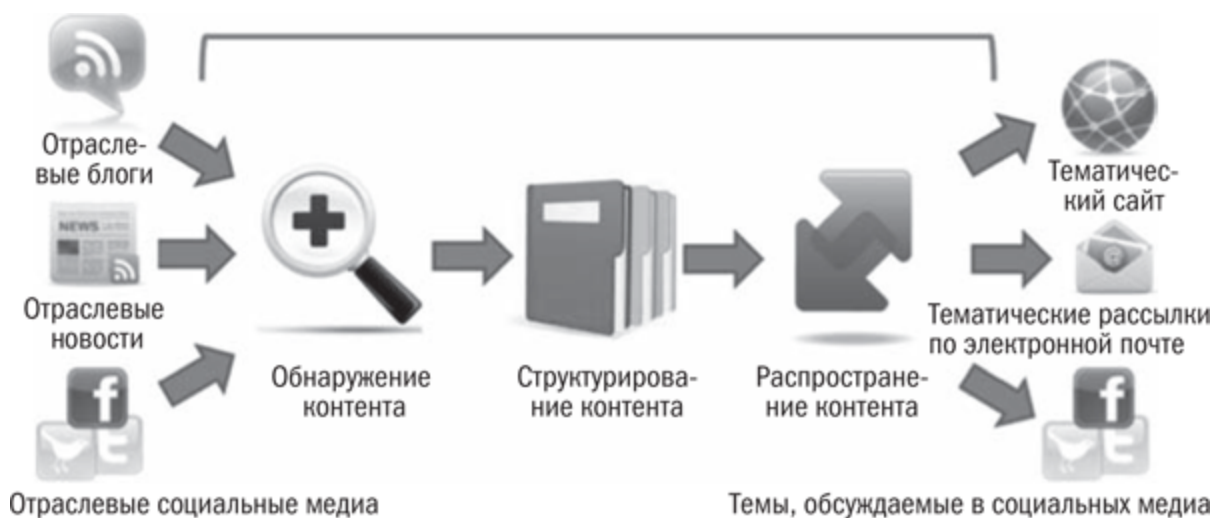 Отрасле-
вые блоги
NEWS
Отраслевые
новости
f
t
Отраслевые социальные медиа
Обнаружение
контента
Структурирова-
ние контента
Распростране-
ние контента
Тематичес-
кий сайт
@
Тематические рассылки
по электронной почте
f
t
Темы, обсуждаемые в социальных медиа